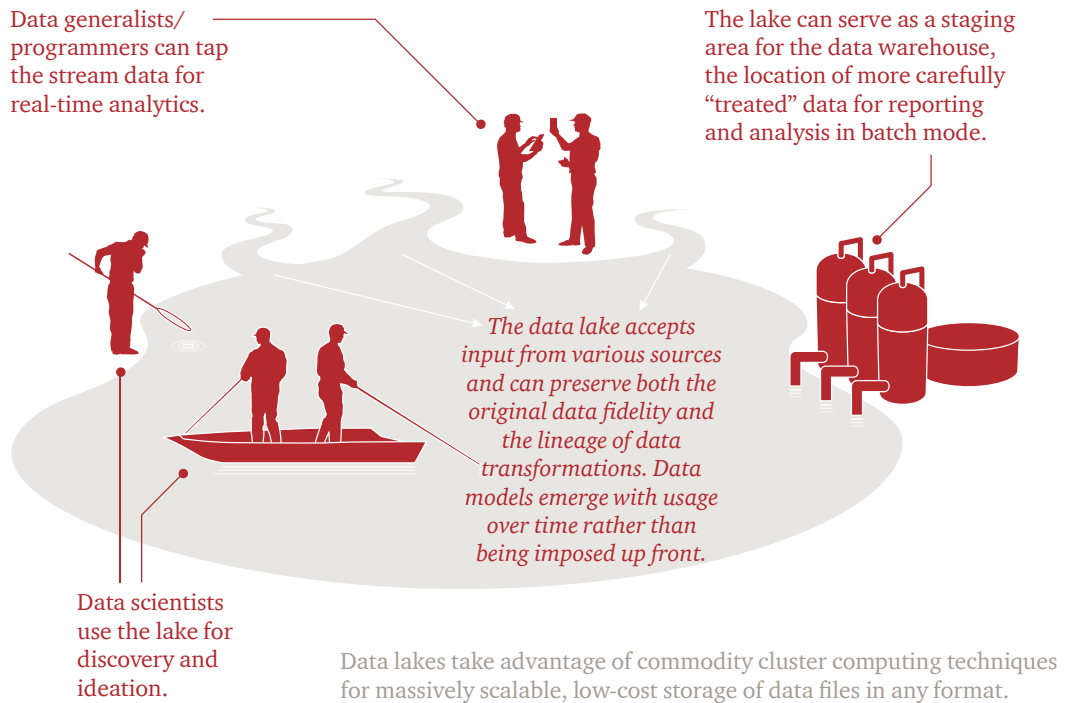 Data generalists/
programmers can tap
the stream data for
real-time analytics.
The lake can serve as a staging
area for the data warehouse,
the location of more carefully
“treated” data for reporting
and analysis in batch mode.
The data lake accepts
input from various sources
and can preserve both the
original data fidelity and
the lineage of data
transformations. Data
models emerge with usage
over time rather than
being imposed up front.
Data scientists
use the lake for
discovery and
ideation.
Data lakes take advantage of commodity cluster computing techniques
for massively scalable, low-cost storage of data files in any format.